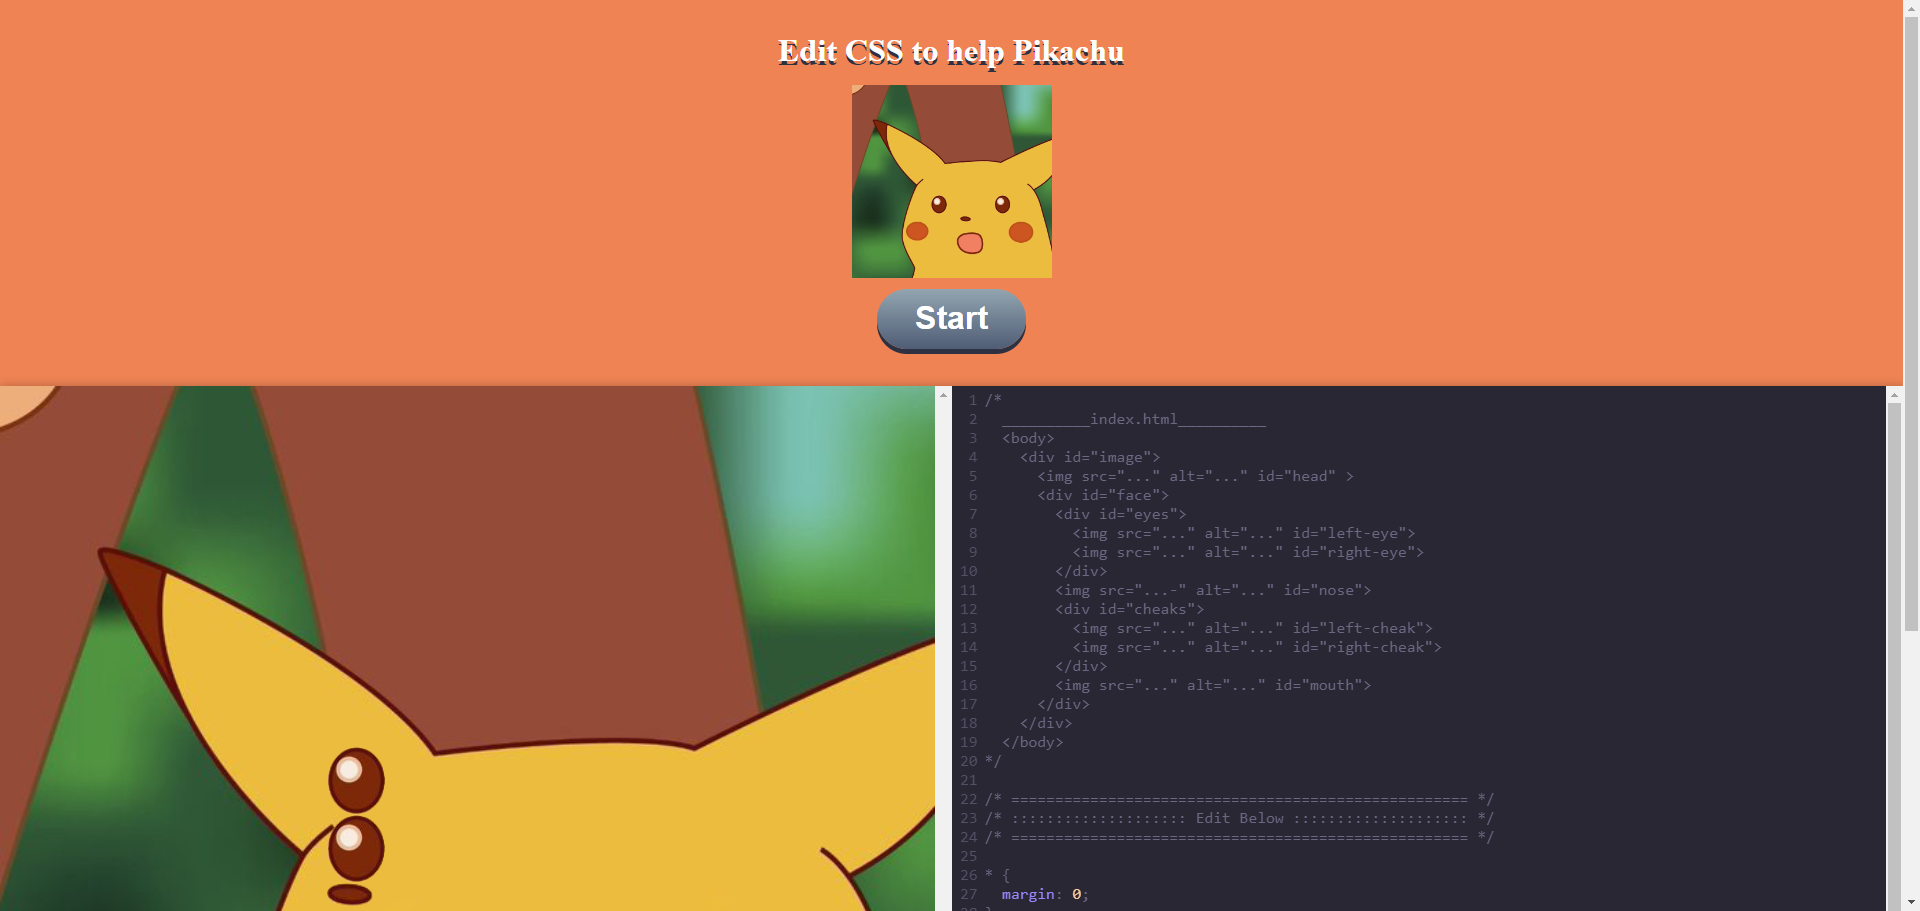 Edit CSS to help Pikachu
Start
1 /*
2 __________index.html__________
3 <body>
4 <div id="image">
5 <img src="..." alt="..." id="head" >
6 <div id="face">
7 <div id="eyes">
8 <img src="..." alt="..." id="left-eye">
9 <img src="..." alt="..." id="right-eye">
10 </div>
11 <img src="...-" alt="..." id="nose">
12 <div id="cheaks">
13 <img src="..." alt="..." id="left-cheak">
14 <img src="..." alt="..." id="right-cheak">
15 </div>
16 <img src="..." alt="..." id="mouth">
17 </div>
18 </div>
19 </body>
20 */
21
22 /* ==================================================== */
23 /* :::::::::::::::::::: Edit Below :::::::::::::::::::: */
24 /* ==================================================== */
25
26 * {
27 margin: 0;